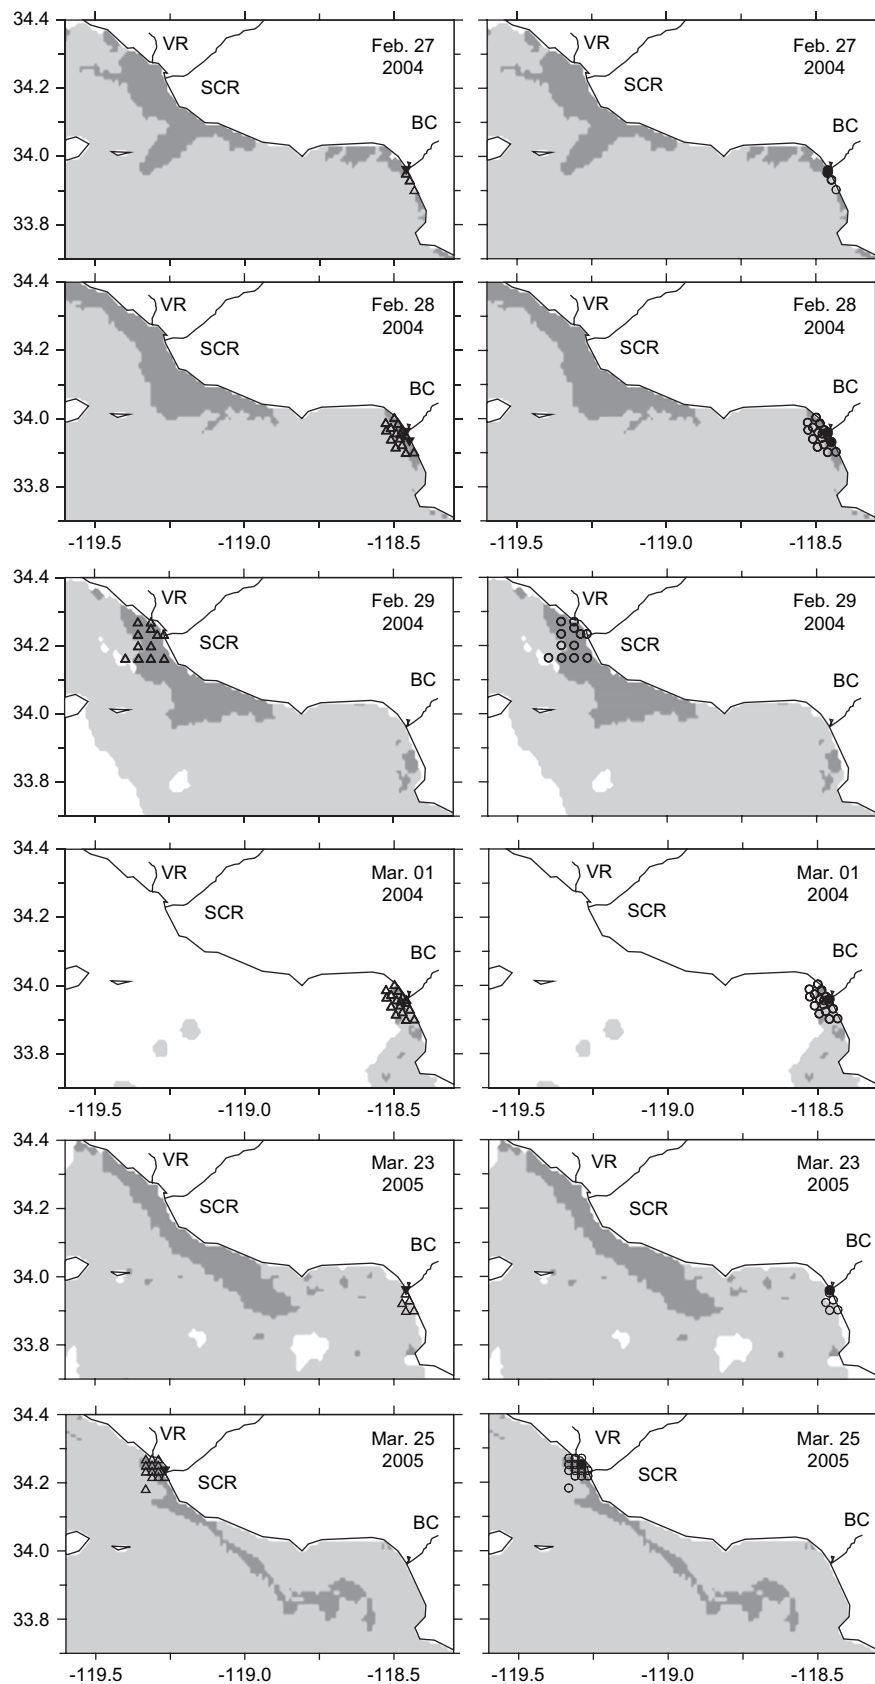 34.4
VR
Feb. 27
2004
VR
Feb. 27
2004
34.2
SCR
SCR
BC
BC
34.0
33.8
34.4
VR
Feb. 28
2004
VR
Feb. 28
2004
34.2
SCR
SCR
BC
BC
34.0
33.8
-119.5 -119.0 -118.5 -119.5 -119.0 -118.5
34.4
VR
Feb. 29
2004
VR
Feb. 29
2004
34.2
SCR
SCR
BC
BC
34.0
33.8
34.4
VR
Mar. 01
2004
VR
Mar. 01
2004
34.2
SCR
SCR
BC
BC
34.0
33.8
-119.5 -119.0 -118.5 -119.5 -119.0 -118.5
34.4
VR
Mar. 23
2005
VR
Mar. 23
2005
34.2
SCR
SCR
BC
BC
34.0
33.8
34.4
VR
Mar. 25
2005
VR
Mar. 25
2005
34.2
SCR
SCR
BC
BC
34.0
33.8
-119.5 -119.0 -118.5 -119.5 -119.0 -118.5